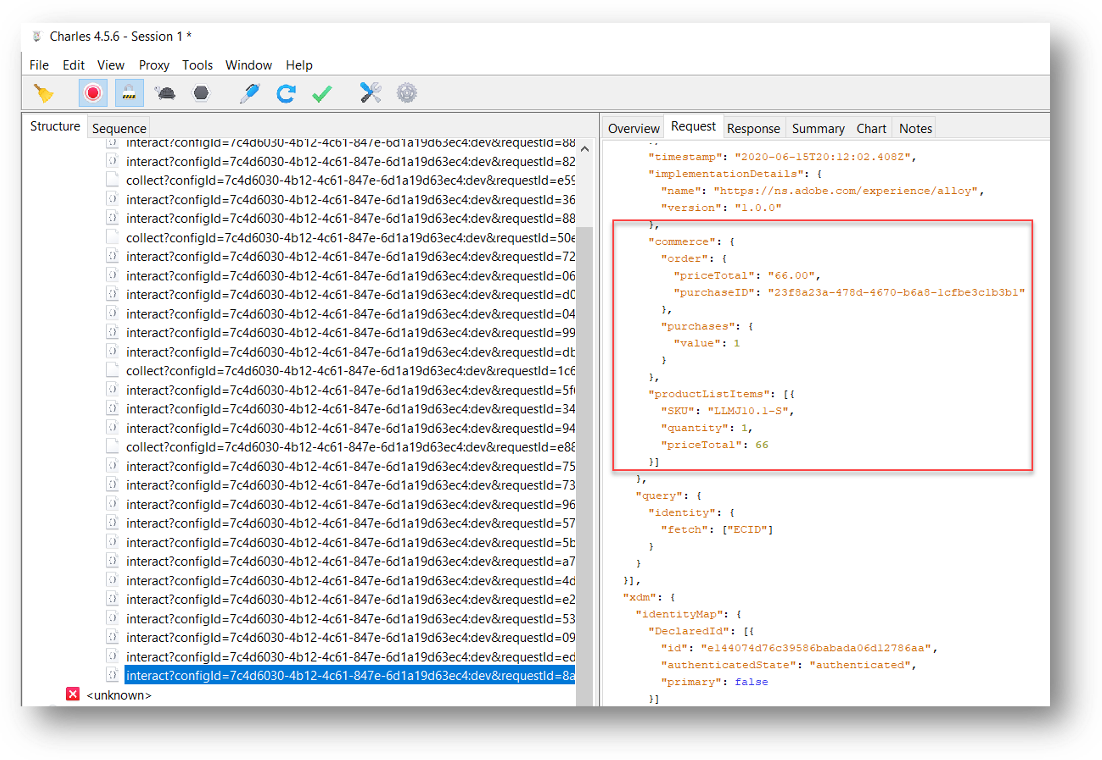 Charles 4.5.6 - Session 1 *
File Edit View Proxy Tools Window Help
Structure Sequence
interact?configId=7c4d6030-4b12-4c61-847e-6d1a19d63ec4:dev&requestId=88
interact?configId=7c4d6030-4b12-4c61-847e-6d1a19d63ec4:dev&requestId=82
collect?configId=7c4d6030-4b12-4c61-847e-6d1a19d63ec4:dev&requestId=e59
interact?configId=7c4d6030-4b12-4c61-847e-6d1a19d63ec4:dev&requestId=36
interact?configId=7c4d6030-4b12-4c61-847e-6d1a19d63ec4:dev&requestId=88
collect?configId=7c4d6030-4b12-4c61-847e-6d1a19d63ec4:dev&requestId=50e
interact?configId=7c4d6030-4b12-4c61-847e-6d1a19d63ec4:dev&requestId=72
interact?configId=7c4d6030-4b12-4c61-847e-6d1a19d63ec4:dev&requestId=06
interact?configId=7c4d6030-4b12-4c61-847e-6d1a19d63ec4:dev&requestId=d0
interact?configId=7c4d6030-4b12-4c61-847e-6d1a19d63ec4:dev&requestId=04
interact?configId=7c4d6030-4b12-4c61-847e-6d1a19d63ec4:dev&requestId=99
interact?configId=7c4d6030-4b12-4c61-847e-6d1a19d63ec4:dev&requestId=db
collect?configId=7c4d6030-4b12-4c61-847e-6d1a19d63ec4:dev&requestId=1c6
interact?configId=7c4d6030-4b12-4c61-847e-6d1a19d63ec4:dev&requestId=5f
interact?configId=7c4d6030-4b12-4c61-847e-6d1a19d63ec4:dev&requestId=34
interact?configId=7c4d6030-4b12-4c61-847e-6d1a19d63ec4:dev&requestId=94
collect?configId=7c4d6030-4b12-4c61-847e-6d1a19d63ec4:dev&requestId=e88
interact?configId=7c4d6030-4b12-4c61-847e-6d1a19d63ec4:dev&requestId=75
interact?configId=7c4d6030-4b12-4c61-847e-6d1a19d63ec4:dev&requestId=73
interact?configId=7c4d6030-4b12-4c61-847e-6d1a19d63ec4:dev&requestId=96
interact?configId=7c4d6030-4b12-4c61-847e-6d1a19d63ec4:dev&requestId=57
interact?configId=7c4d6030-4b12-4c61-847e-6d1a19d63ec4:dev&requestId=5b
interact?configId=7c4d6030-4b12-4c61-847e-6d1a19d63ec4:dev&requestId=a7
interact?configId=7c4d6030-4b12-4c61-847e-6d1a19d63ec4:dev&requestId=4d
interact?configId=7c4d6030-4b12-4c61-847e-6d1a19d63ec4:dev&requestId=e2
interact?configId=7c4d6030-4b12-4c61-847e-6d1a19d63ec4:dev&requestId=53
interact?configId=7c4d6030-4b12-4c61-847e-6d1a19d63ec4:dev&requestId=09
interact?configId=7c4d6030-4b12-4c61-847e-6d1a19d63ec4:dev&requestId=ed
interact?configId=7c4d6030-4b12-4c61-847e-6d1a19d63ec4:dev&requestId=8a
<unknown>
Overview Request Response Summary Chart Notes
"timestamp": "2020-06-15T20:12:02.408Z",
"implementationDetails": {
"name": "https://ns.adobe.com/experience/alloy",
"version": "1.0.0"
},
"commerce": {
"order": {
"priceTotal": "66.00",
"purchaseID": "23f8a23a-478d-4670-b6a8-1cfbe3c1b3b1"
},
"purchases": {
"value": 1
}
},
"productListItems": [{
"SKU": "LLMJ10.1-S",
"quantity": 1,
"priceTotal": 66
}]
},
"query": {
"identity": {
"fetch": ["ECID"]
}
}
}],
"xdm": {
"identityMap": {
"DeclaredId": [{
"id": "e144074d76c39586babada06d12786aa",
"authenticatedState": "authenticated",
"primary": false
}]